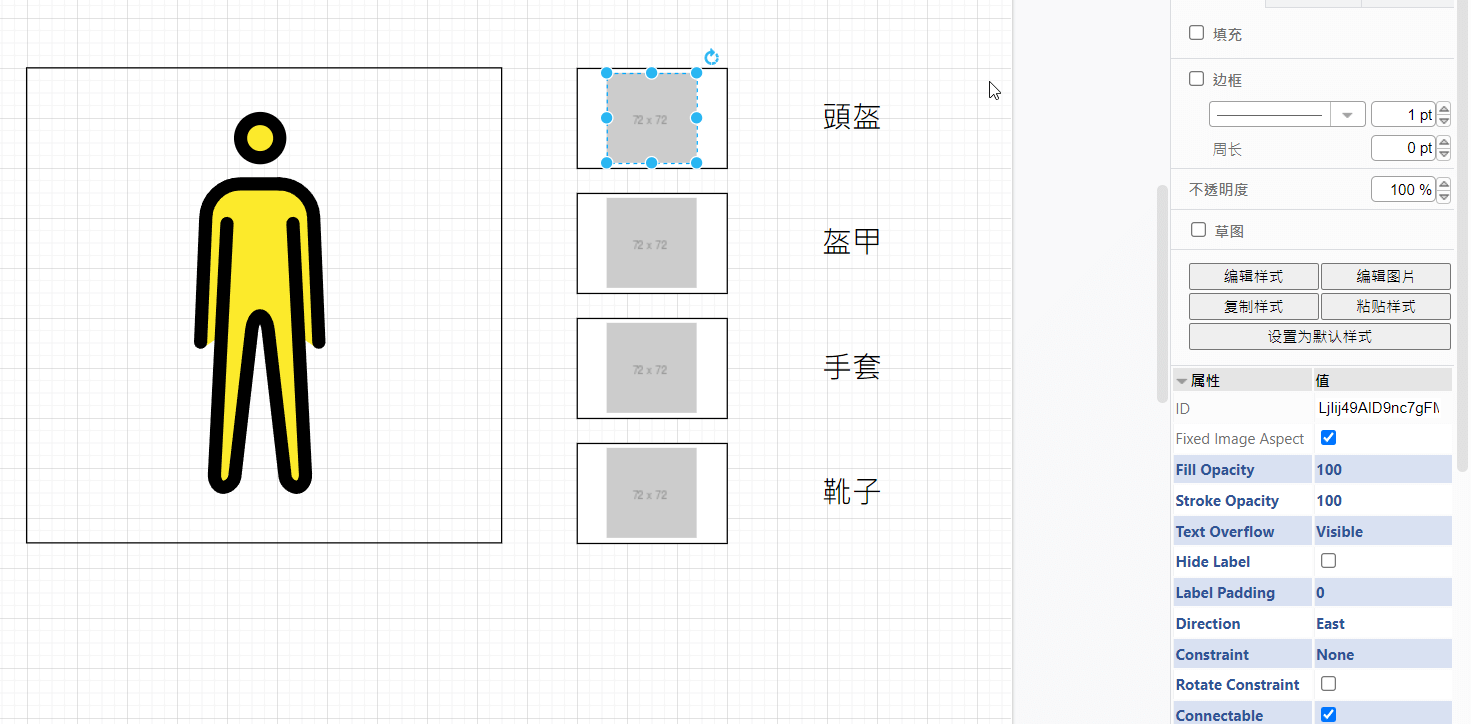 72 x 72
頭盔
72 x 72
盔甲
72 x 72
手套
72 x 72
靴子
填充
边框
1 pt
周长
0 pt
不透明度
100 %
草图
编辑样式
编辑图片
复制样式
粘贴样式
设置为默认样式
属性
值
ID
Fixed Image Aspect
Fill Opacity
100
Stroke Opacity
100
Text Overflow
Visible
Hide Label
Label Padding
0
Direction
East
Constraint
None
Rotate Constraint
Connectable